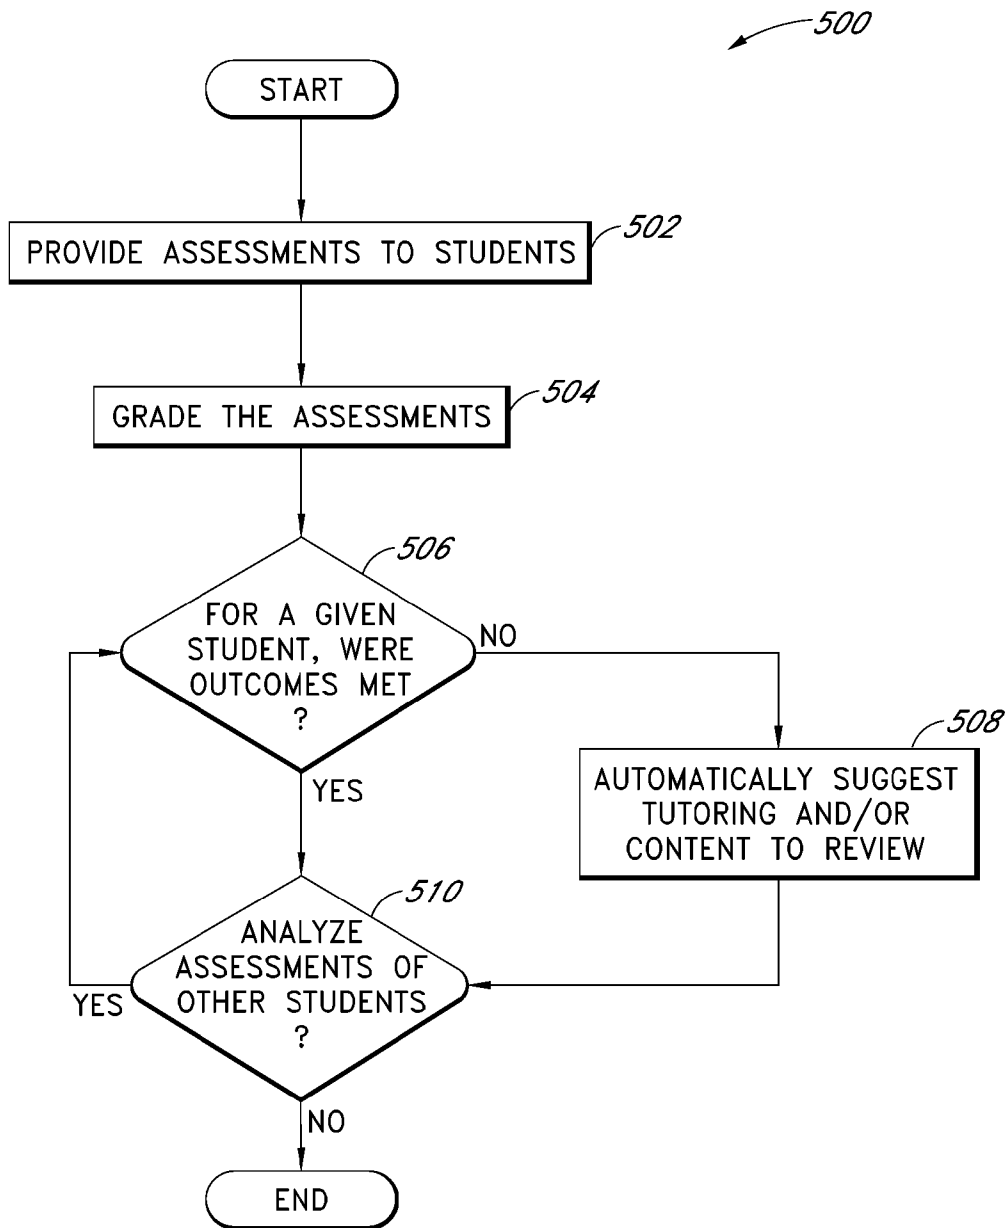 500
START
502
PROVIDE ASSESSMENTS TO STUDENTS
504
GRADE THE ASSESSMENTS
506
FOR A GIVEN
STUDENT, WERE
OUTCOMES MET
?
NO
YES
508
AUTOMATICALLY SUGGEST
TUTORING AND/OR
CONTENT TO REVIEW
510
ANALYZE
ASSESSMENTS OF
OTHER STUDENTS
?
YES
NO
END